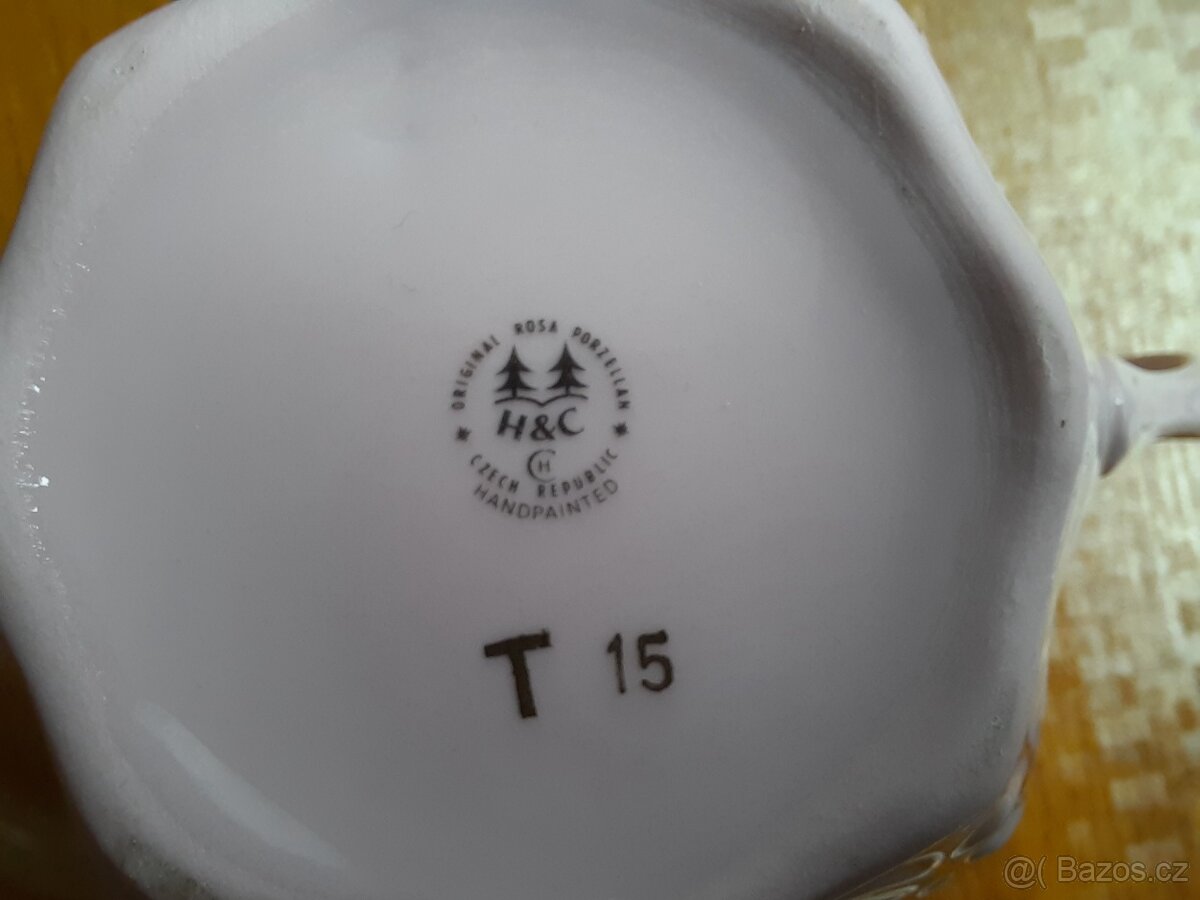 ORIGINAL ROSA PORZELLAN
H&C
CH
* CZECH REPUBLIC *
HANDPAINTED
T 15
@( Bazos.cz